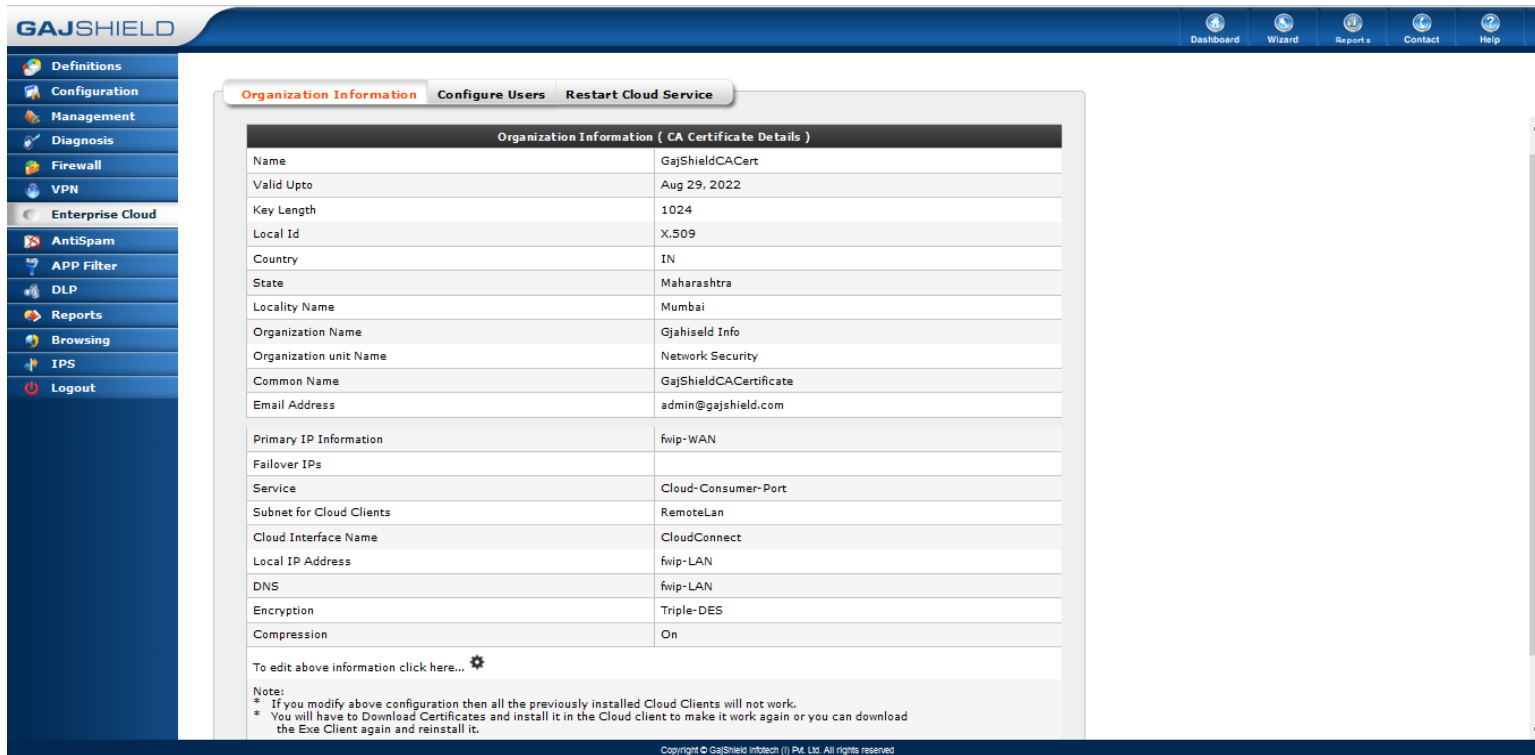 GAJSHIELD
Dashboard
Wizard
Reports
Contact
Help
Definitions
Configuration
Management
Diagnosis
Firewall
VPN
Enterprise Cloud
AntiSpam
APP Filter
DLP
Reports
Browsing
IPS
Logout
Organization Information Configure Users Restart Cloud Service
Organization Information ( CA Certificate Details )
Name GajShieldCACert
Valid Upto Aug 29, 2022
Key Length 1024
Local Id X.509
Country IN
State Maharashtra
Locality Name Mumbai
Organization Name Gjahiseld Info
Organization unit Name Network Security
Common Name GajShieldCACertificate
Email Address admin@gajshield.com
Primary IP Information fwip-WAN
Failover IPs
Service Cloud-Consumer-Port
Subnet for Cloud Clients RemoteLan
Cloud Interface Name CloudConnect
Local IP Address fwip-LAN
DNS fwip-LAN
Encryption Triple-DES
Compression On
To edit above information click here...
Note:
* If you modify above configuration then all the previously installed Cloud Clients will not work.
* You will have to Download Certificates and install it in the Cloud client to make it work again or you can download
the Exe Client again and reinstall it.
Copyright © GajShield Infotech (I) Pvt. Ltd. All rights reserved